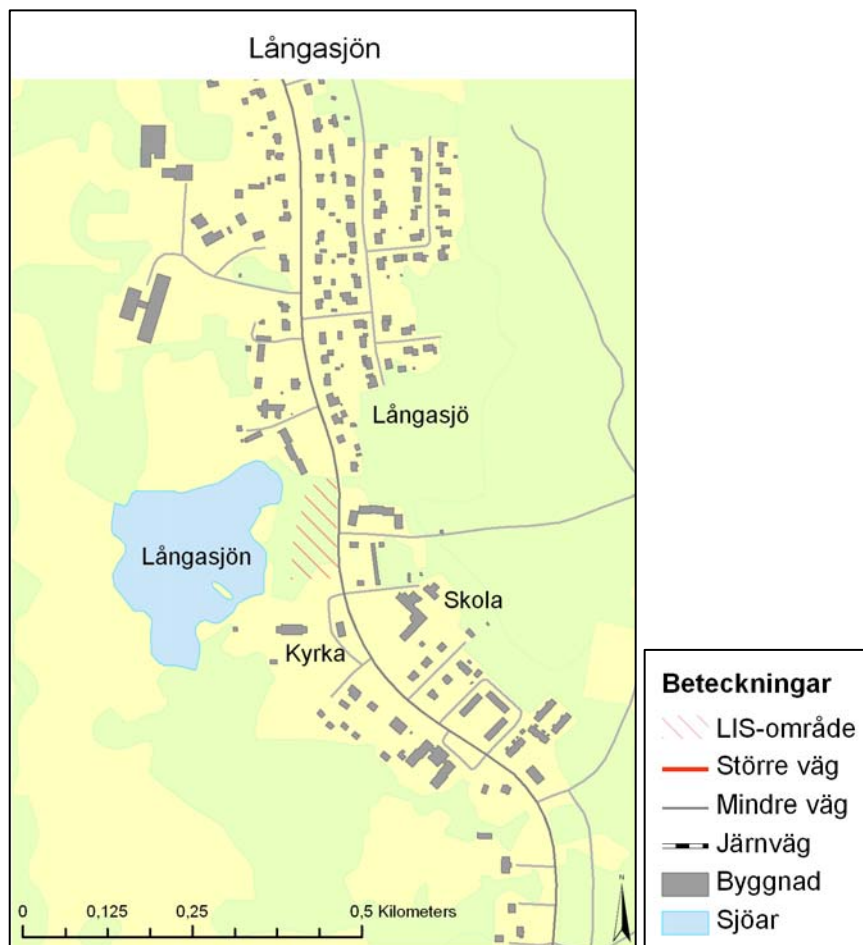 Långasjön
Långasjö
Långasjön
Skola
Kyrka
N
0 0,125 0,25 0,5 Kilometers
Beteckningar
LIS-område
Större väg
Mindre väg
Järnväg
Byggnad
Sjöar